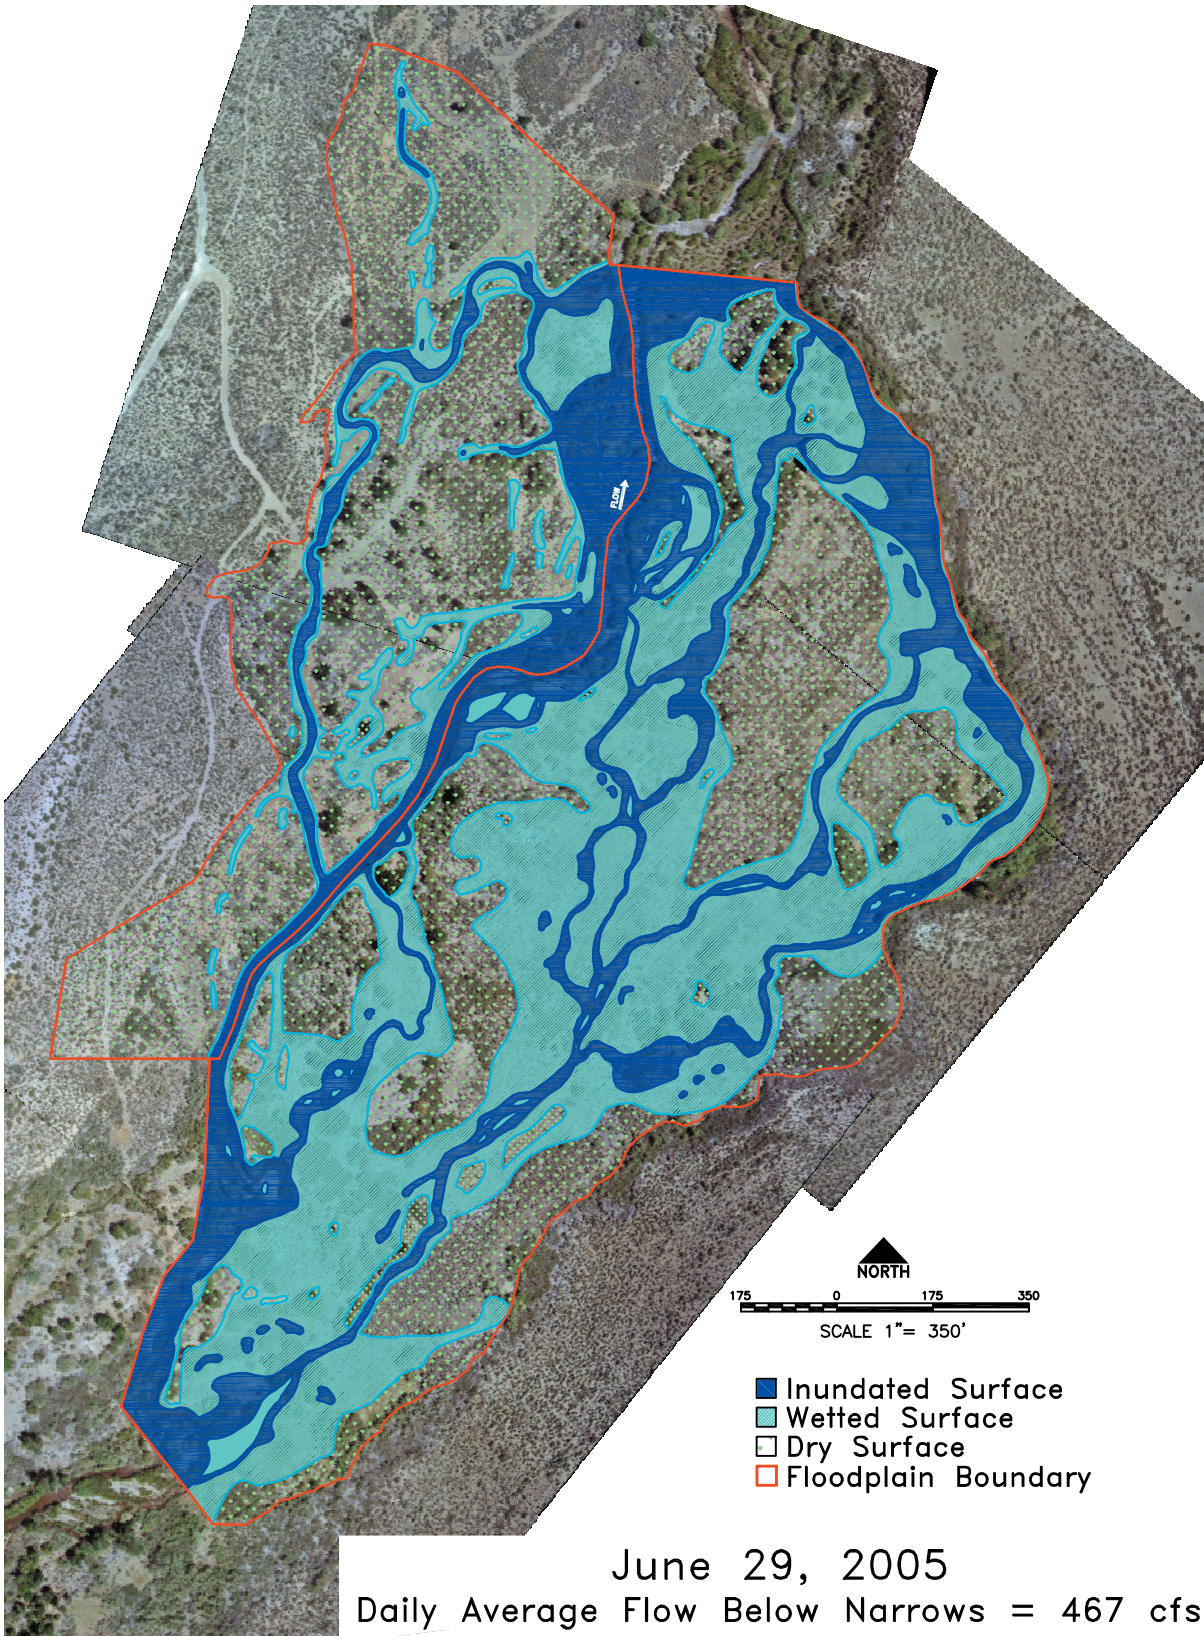 FLOW
NORTH
175 0 175 350
SCALE 1"= 350'
Inundated Surface
Wetted Surface
Dry Surface
Floodplain Boundary
June 29, 2005
Daily Average Flow Below Narrows = 467 cfs